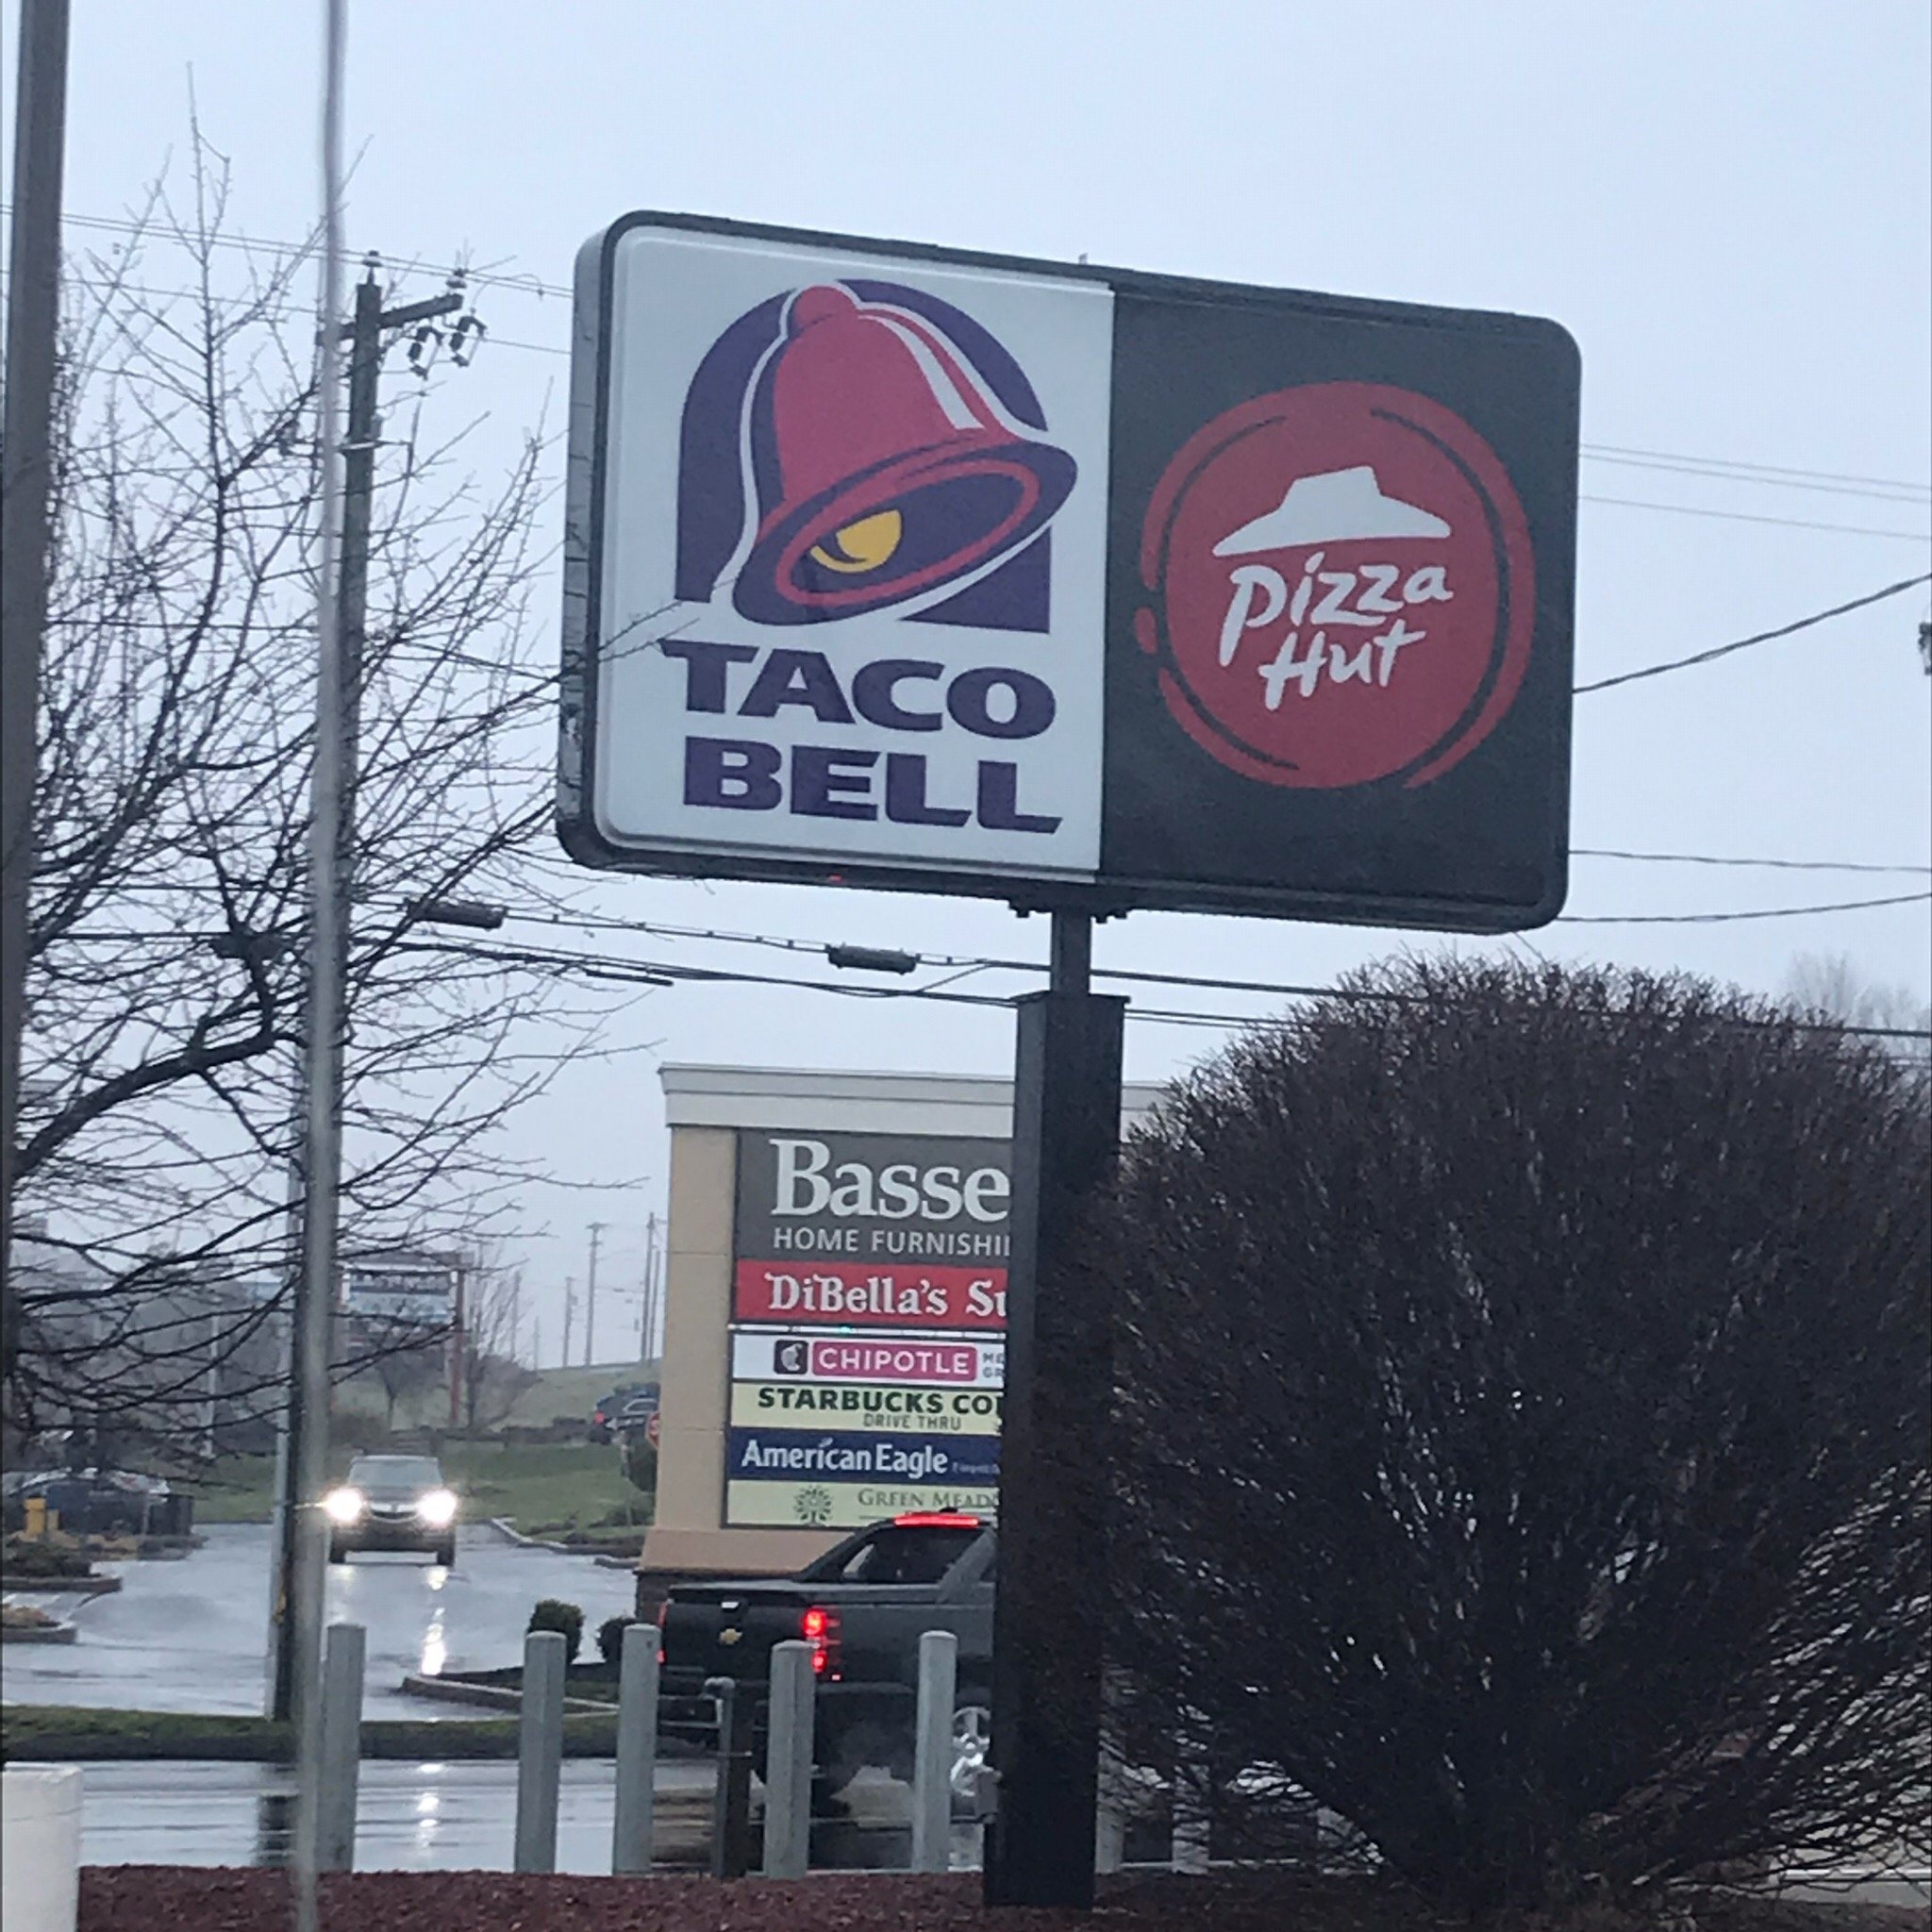 TACO
BELL
Pizza
Hut
Basse
HOME FURNISHI
DiBella's Su
CHIPOTLE
STARBUCKS CO
DRIVE THRU
American Eagle
GREEN MEAD